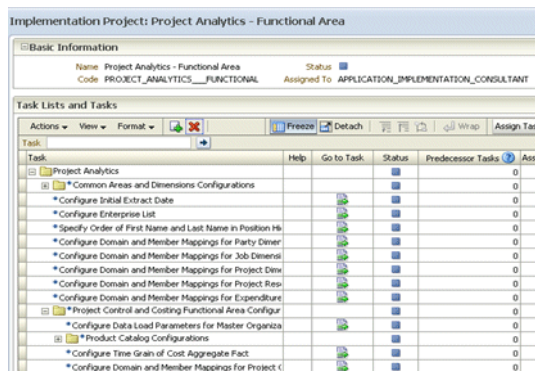 Implementation Project: Project Analytics - Functional Area
Basic Information
Name Project Analytics - Functional Area Status
Code PROJECT_ANALYTICS___FUNCTIONAL Assigned To APPLICATION_IMPLEMENTATION_CONSULTANT
Task Lists and Tasks
Actions View Format Freeze Detach Wrap Assign Tas
Task
Task Help Go to Task Status Predecessor Tasks ? Ass
Project Analytics 0
*Common Areas and Dimensions Configurations 0
*Configure Initial Extract Date 0
*Configure Enterprise List 0
*Specify Order of First Name and Last Name in Position Hi 0
*Configure Domain and Member Mappings for Party Dimer 0
*Configure Domain and Member Mappings for Job Dimensi 0
*Configure Domain and Member Mappings for Project Dime 0
*Configure Domain and Member Mappings for Project Res 0
*Configure Domain and Member Mappings for Expenditure 0
*Project Control and Costing Functional Area Configur 0
*Configure Data Load Parameters for Master Organiza 0
*Product Catalog Configurations 0
*Configure Time Grain of Cost Aggregate Fact 0
*Configure Domain and Member Mappings for Project C 0